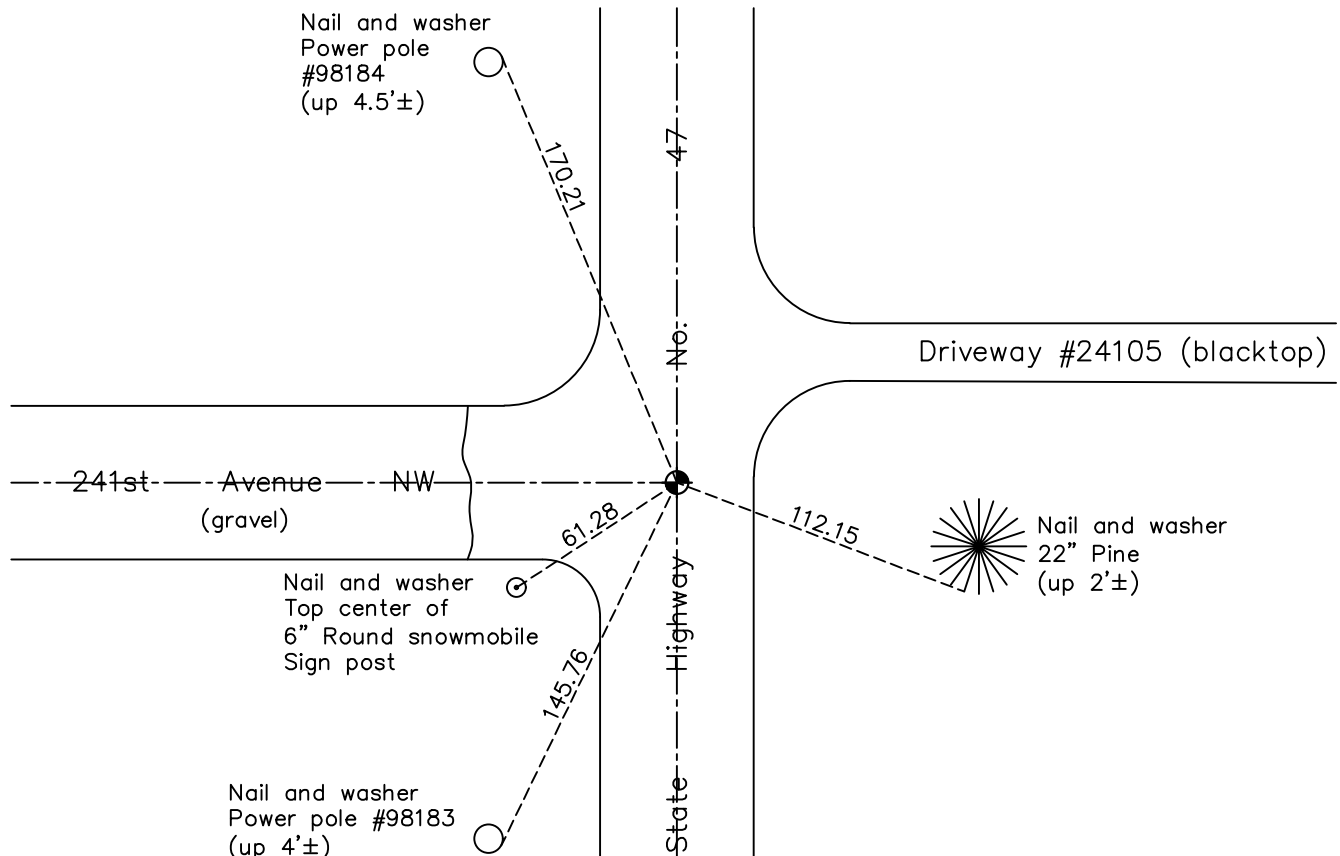 Nail and washer
Power pole
#98184
(up 4.5'±)
170.21
State Highway No. 47
Driveway #24105 (blacktop)
241st Avenue NW
(gravel)
61.28
112.15
Nail and washer
22" Pine
(up 2'±)
Nail and washer
Top center of
6" Round snowmobile
Sign post
145.76
Nail and washer
Power pole #98183
(up 4'±)